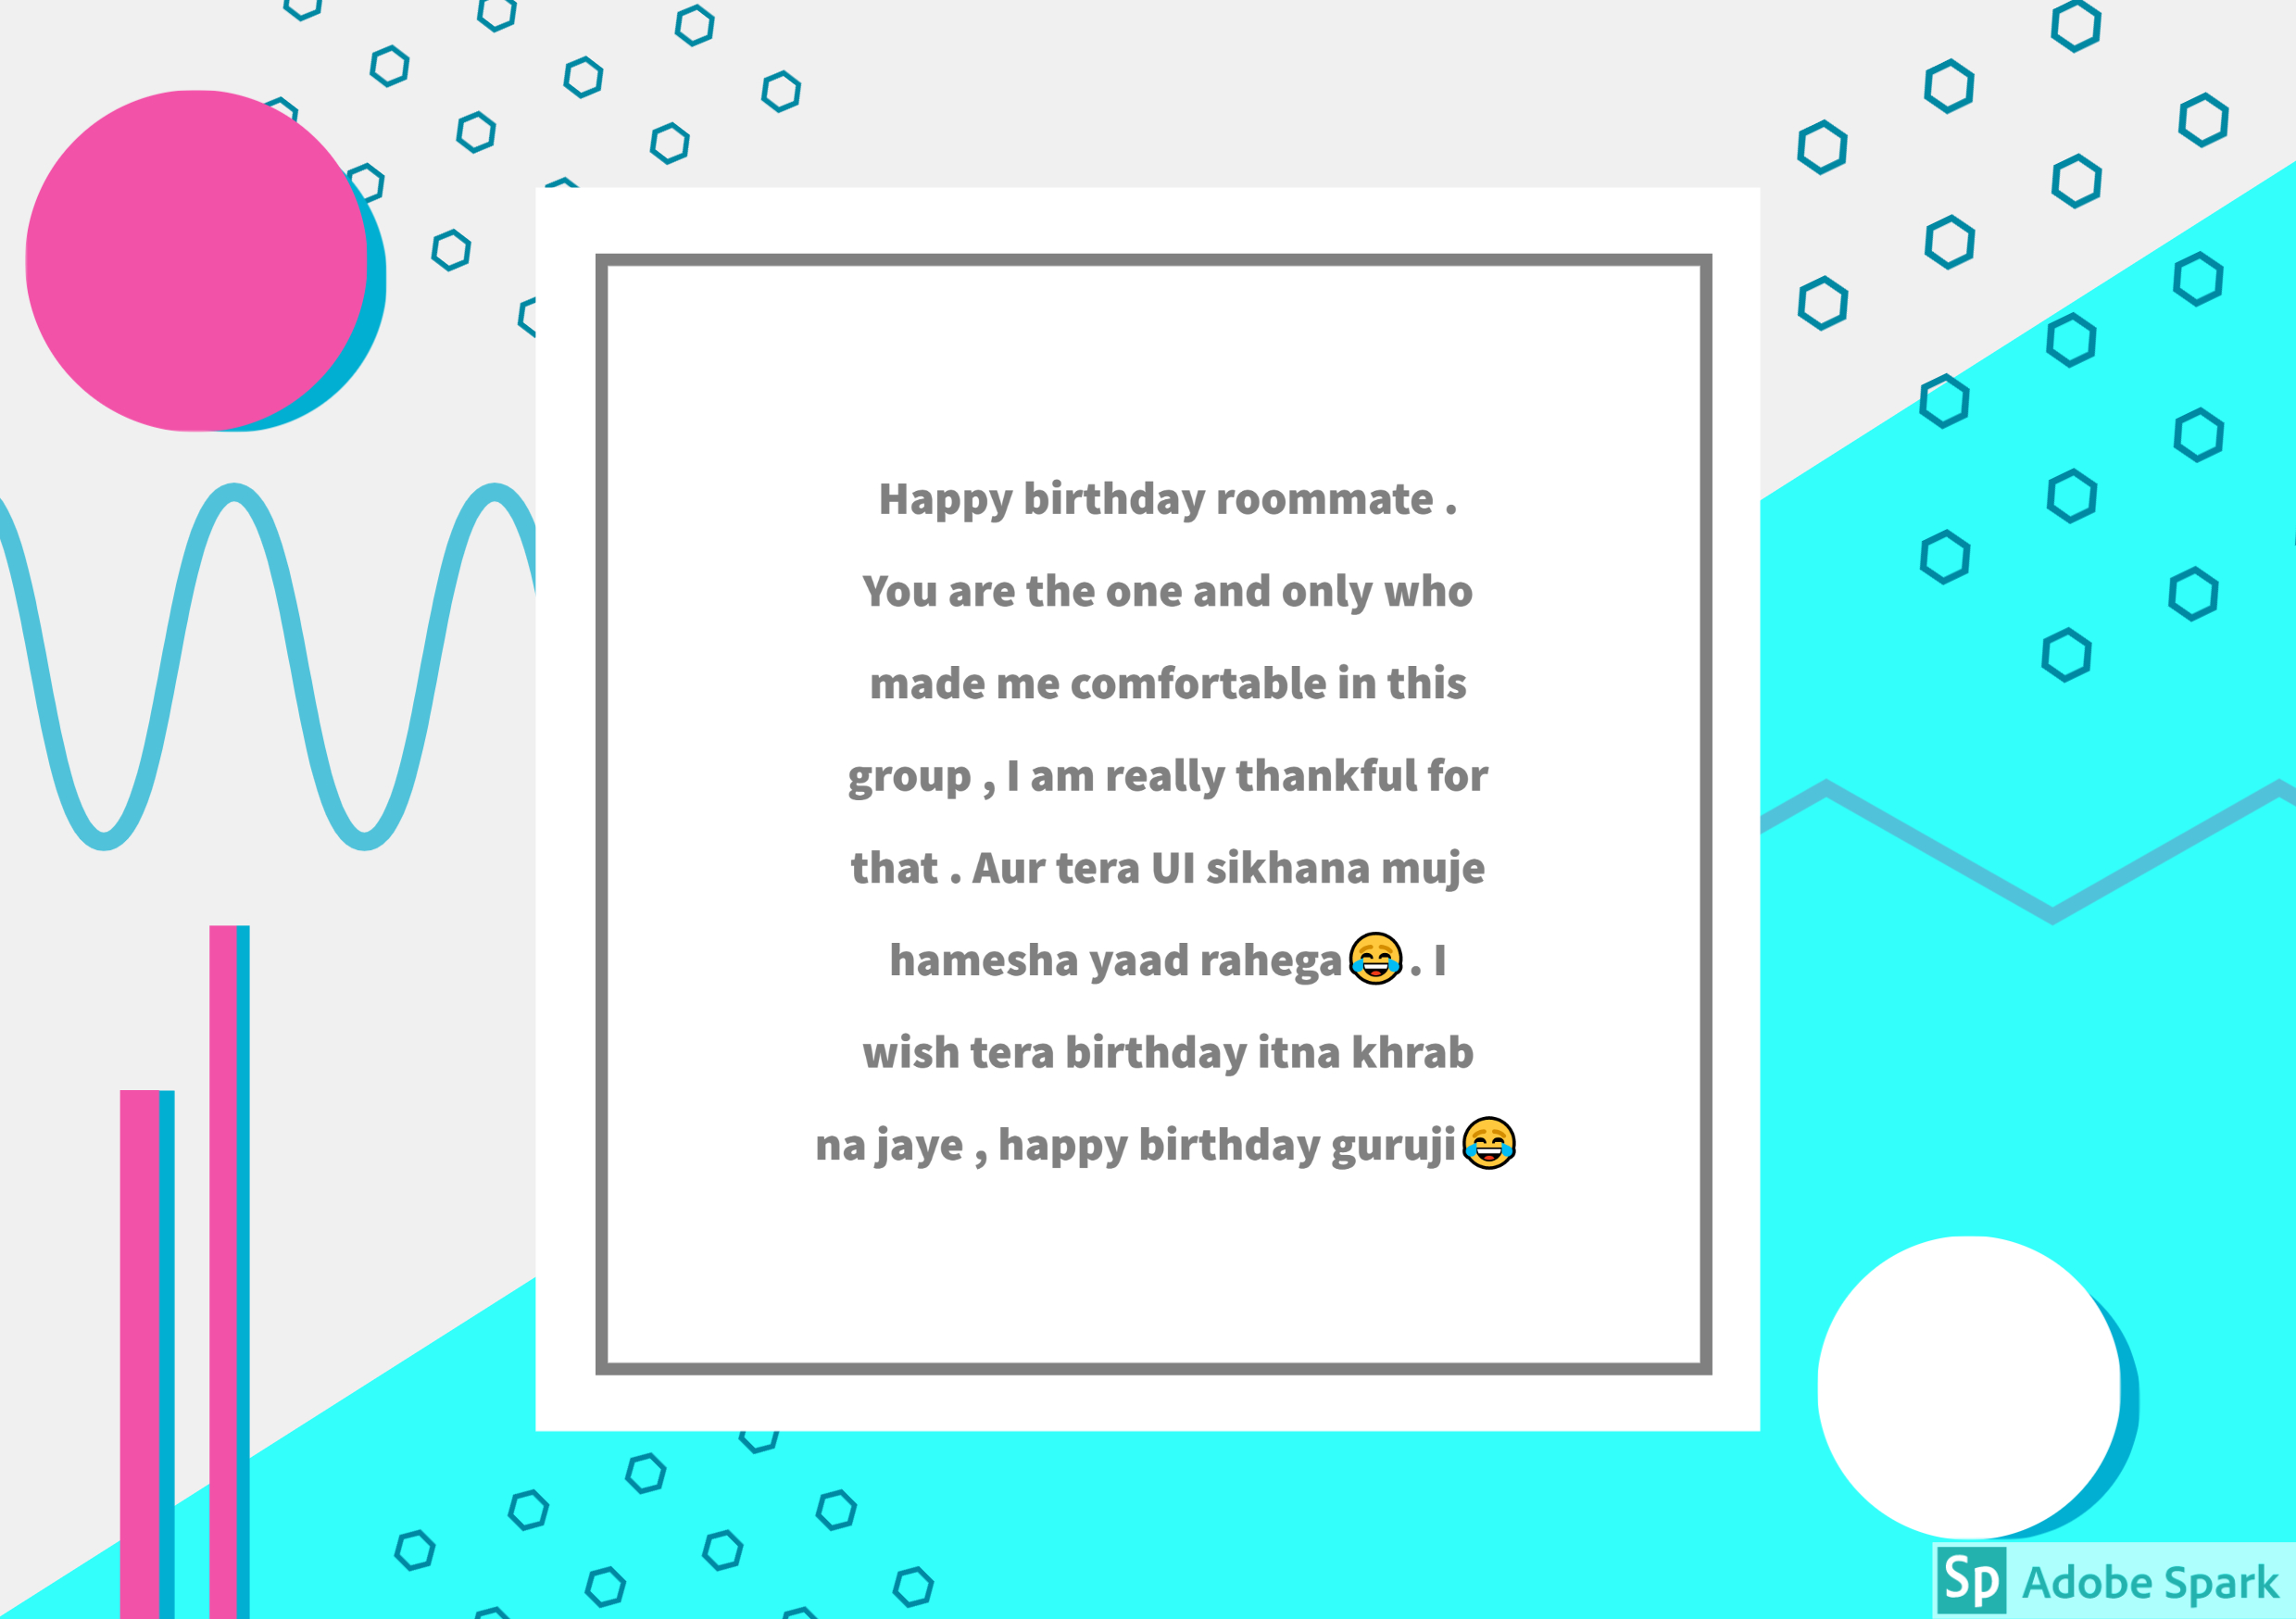 Happy birthday roommate .
You are the one and only who
made me comfortable in this
group , I am really thankful for
that . Aur tera UI sikhana muje
hamesha yaad rahega😂. I
wish tera birthday itna khrab
na jaye , happy birthday guruji😂
Sp Adobe Spark